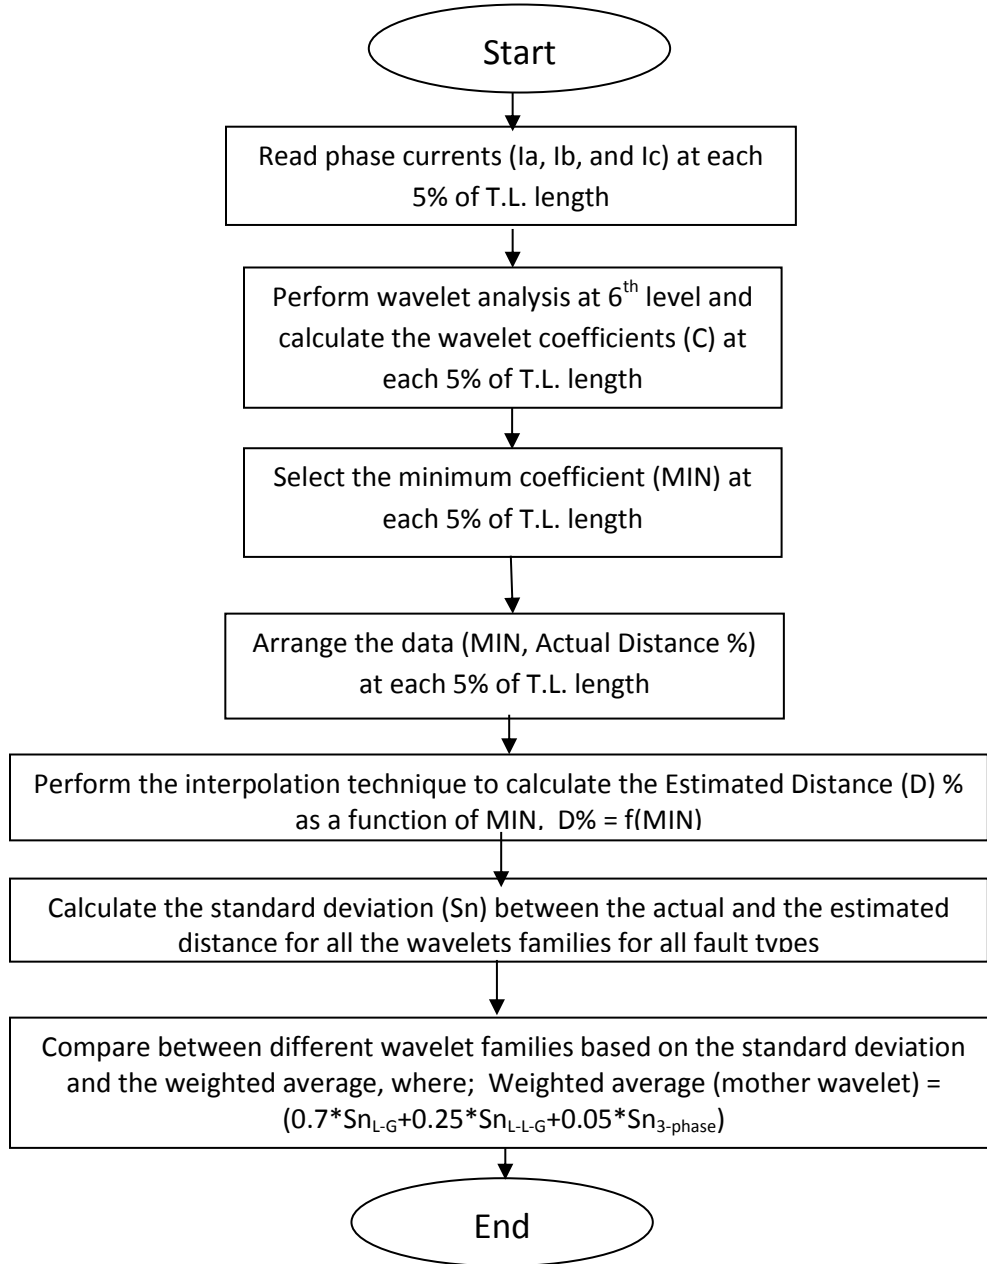 Start
Read phase currents (Ia, Ib, and Ic) at each
5% of T.L. length
Perform wavelet analysis at 6th level and
calculate the wavelet coefficients (C) at
each 5% of T.L. length
Select the minimum coefficient (MIN) at
each 5% of T.L. length
Arrange the data (MIN, Actual Distance %)
at each 5% of T.L. length
Perform the interpolation technique to calculate the Estimated Distance (D) %
as a function of MIN, D% = f(MIN)
Calculate the standard deviation (Sn) between the actual and the estimated
distance for all the wavelets families for all fault types
Compare between different wavelet families based on the standard deviation
and the weighted average, where; Weighted average (mother wavelet) =
(0.7*SnL-G+0.25*SnL-L-G+0.05*Sn3-phase)
End